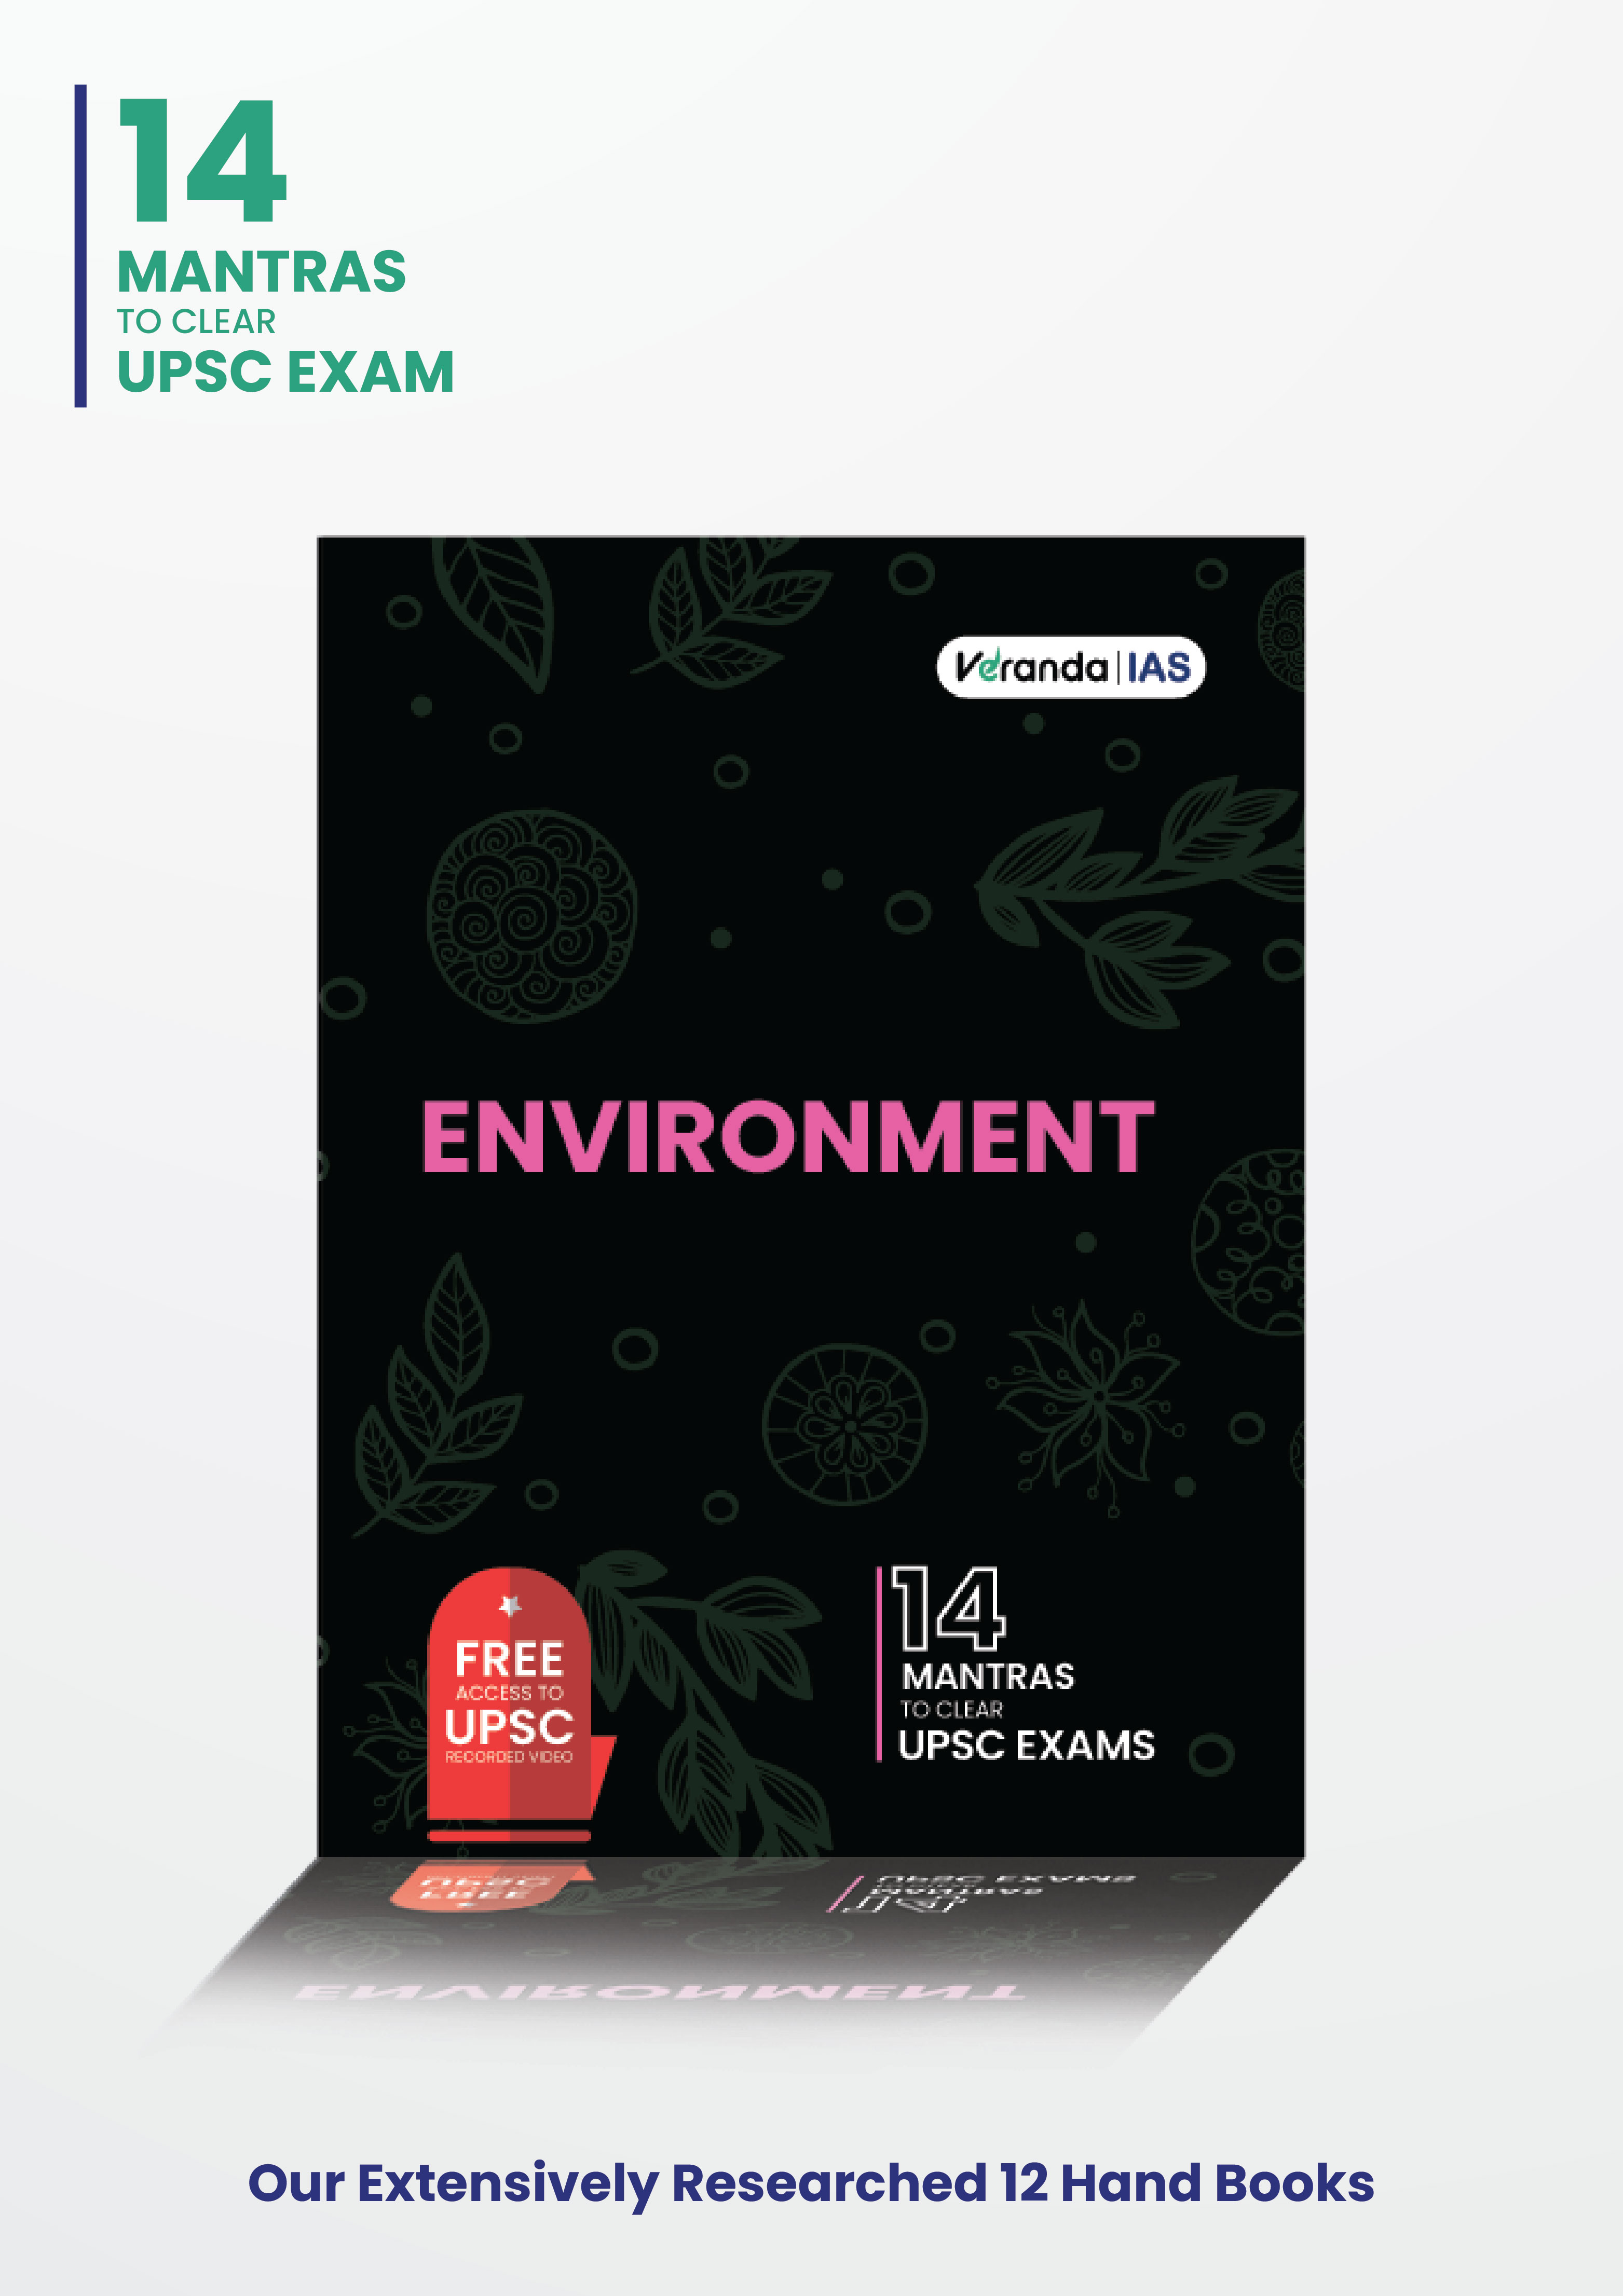 14
MANTRAS
TO CLEAR
UPSC EXAM
Veranda | IAS
ENVIRONMENT
FREE
ACCESS TO
UPSC
RECORDED VIDEO
14
MANTRAS
TO CLEAR
UPSC EXAMS
Our Extensively Researched 12 Hand Books